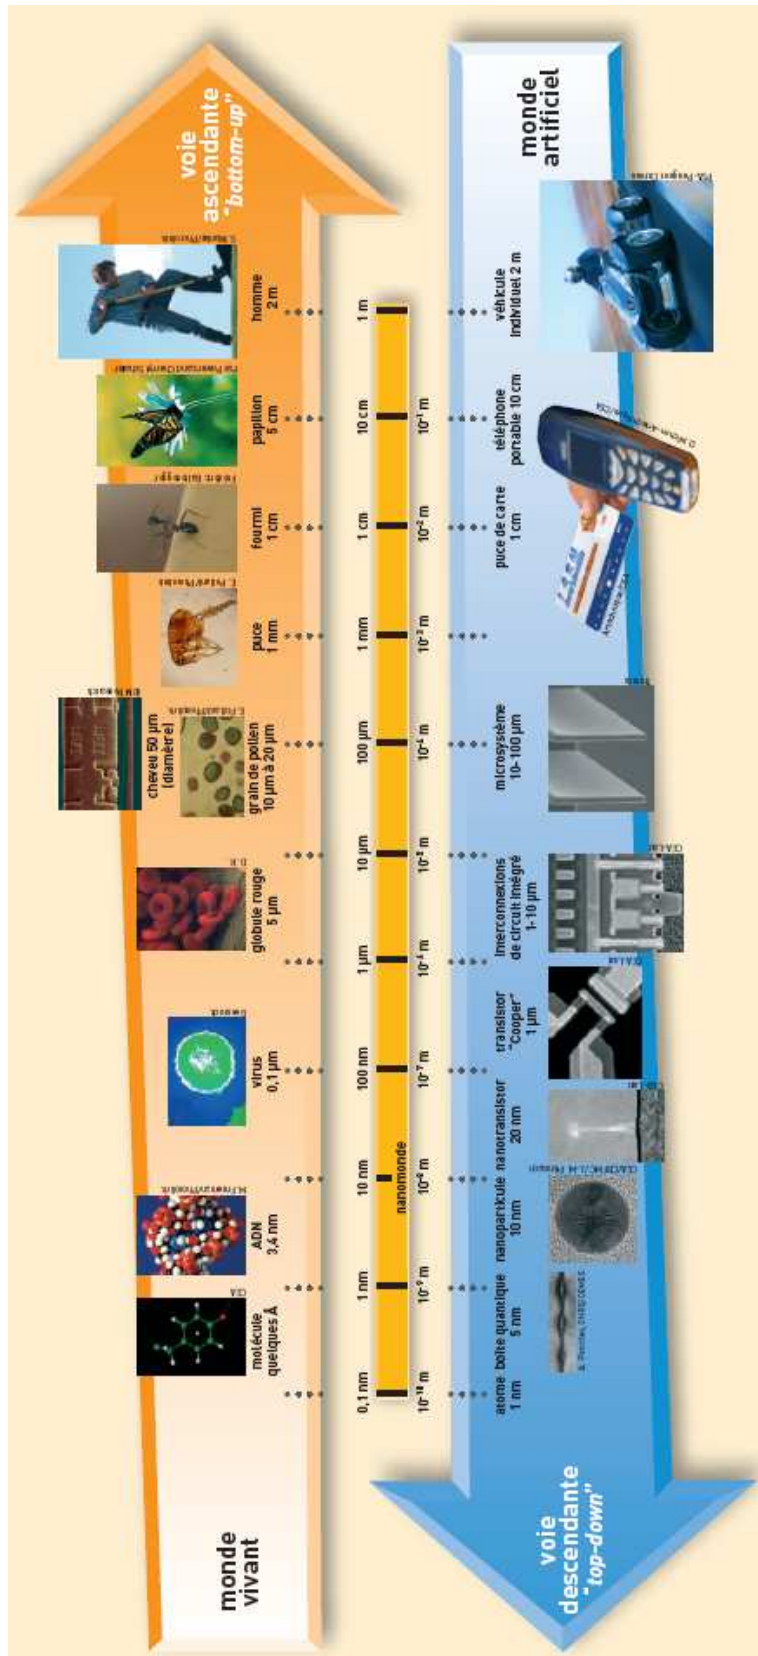 voie
ascendante
"bottom-up"
homme
2 m
papillon
5 cm
fourmi
1 cm
puce
1 mm
cheveu 50 µm
(diamètre)
grain de pollen
10 µm à 20 µm
globule rouge
5 µm
virus
0,1 µm
ADN
3,4 nm
molécule
quelques Å
CEA
monde
vivant
1 m
10 cm
1 cm
1 mm
100 µm
10 µm
1 µm
100 nm
10 nm
1 nm
0,1 nm
nanomonde
10⁻¹ m
10⁻² m
10⁻³ m
10⁻⁴ m
10⁻⁶ m
10⁻⁷ m
10⁻⁹ m
10⁻¹⁰ m
monde
artificiel
véhicule
individuel 2 m
téléphone
portable 10 cm
puce de carte
1 cm
microsystème
10-100 µm
interconnexions
de circuit intégré
1-10 µm
transistor
"Cooper"
1 µm
nanotransistor
20 nm
nanoparticule
10 nm
boîte quantique
5 nm
atome
1 nm
voie
descendante
"top-down"